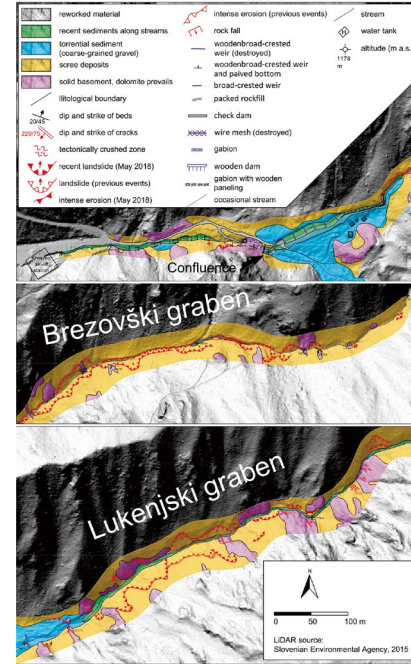 reworked material
recent sediments along streams
torrential sediment
(coarse-grained gravel)
scree deposits
solid basement, dolomite prevails
Llitological boundary
dip and strike of beds
20/45
dip and strike of cracks
220/75
tectonically crushed zone
recent landslide (May 2018)
landslide (previous events)
intense erosion (May 2018)
intense erosion (previous events)
rock fall
woodenbroad-crested
weir (destroyed)
woodenbroad-crested weir
and paived bottom
broad-crested weir
packed rockfill
check dam
wire mesh (destroyed)
gabion
wooden dam
gabion with wooden
paneling
occasional stream
stream
water tank
altitude (m a.s.
1178
m
Confluence
Brezovški graben
Lukenjski graben
N
0 50 100 m
LiDAR source:
Slovenian Environmental Agency, 2015